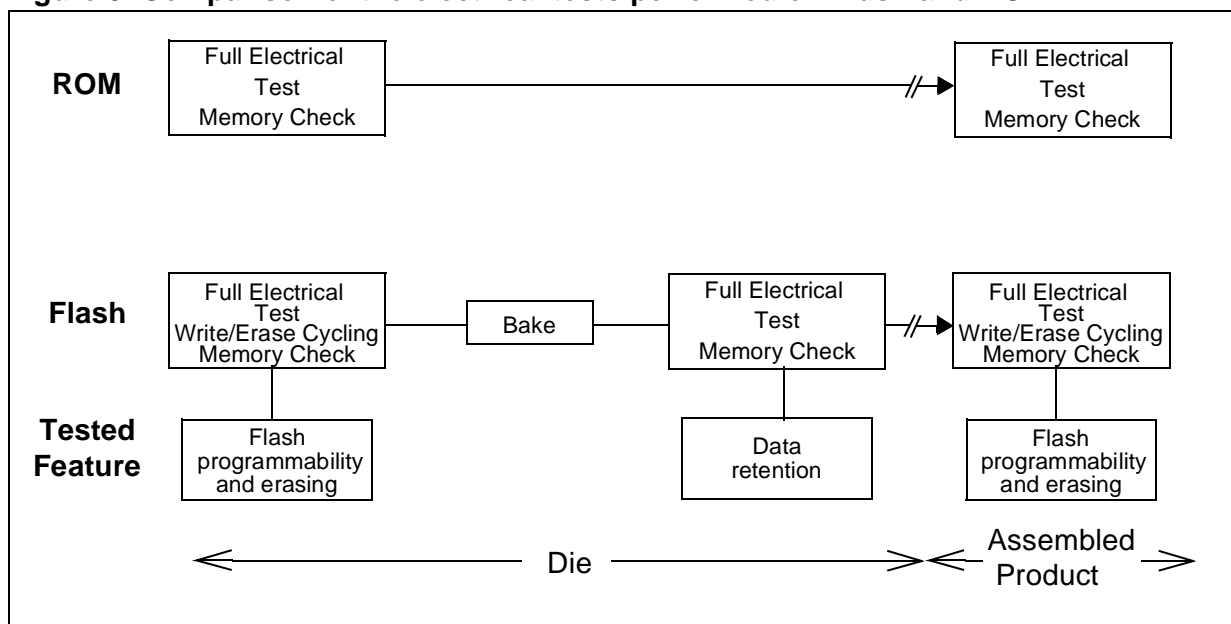 ROM
Full Electrical
Test
Memory Check
Full Electrical
Test
Memory Check
Flash
Full Electrical
Test
Write/Erase Cycling
Memory Check
Bake
Full Electrical
Test
Memory Check
Full Electrical
Test
Write/Erase Cycling
Memory Check
Tested
Feature
Flash
programmability
and erasing
Data
retention
Flash
programmability
and erasing
Die
Assembled
Product